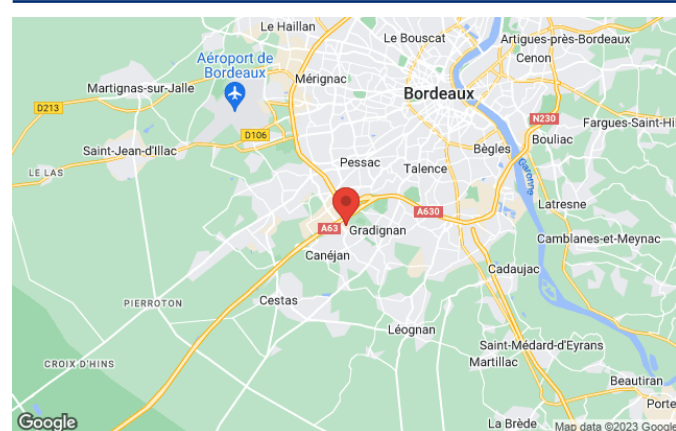 Le Haillan
Le Bouscat
Artigues-près-Bordeaux
Cenon
Aéroport de
Bordeaux
Mérignac
Martignas-sur-Jalle
Bordeaux
D213
N230
D106
Fargues-Saint-Hi
Bègles
Bouliac
Saint-Jean-d'Illac
Pessac
Talence
LE LAS
Garonne
Latresne
A630
A63
Gradignan
Camblanes-et-Meynac
Canéjan
Cadaujac
PIERROTON
Cestas
Léognan
Saint-Médard-d'Eyrans
Martillac
CROIX D'HINS
Beautiran
Porte
La Brède
Google
Map data ©2023 Google